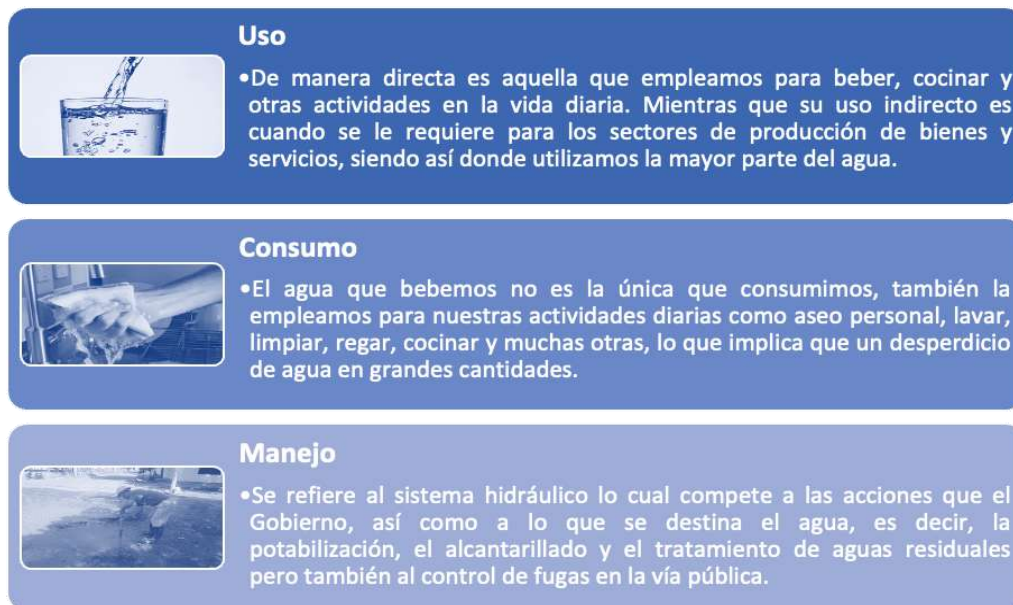 Uso
•De manera directa es aquella que empleamos para beber, cocinar y
otras actividades en la vida diaria. Mientras que su uso indirecto es
cuando se le requiere para los sectores de producción de bienes y
servicios, siendo así donde utilizamos la mayor parte del agua.
Consumo
•El agua que bebemos no es la única que consumimos, también la
empleamos para nuestras actividades diarias como aseo personal, lavar,
limpiar, regar, cocinar y muchas otras, lo que implica que un desperdicio
de agua en grandes cantidades.
Manejo
•Se refiere al sistema hidráulico lo cual compete a las acciones que el
Gobierno, así como a lo que se destina el agua, es decir, la
potabilización, el alcantarillado y el tratamiento de aguas residuales
pero también al control de fugas en la vía pública.